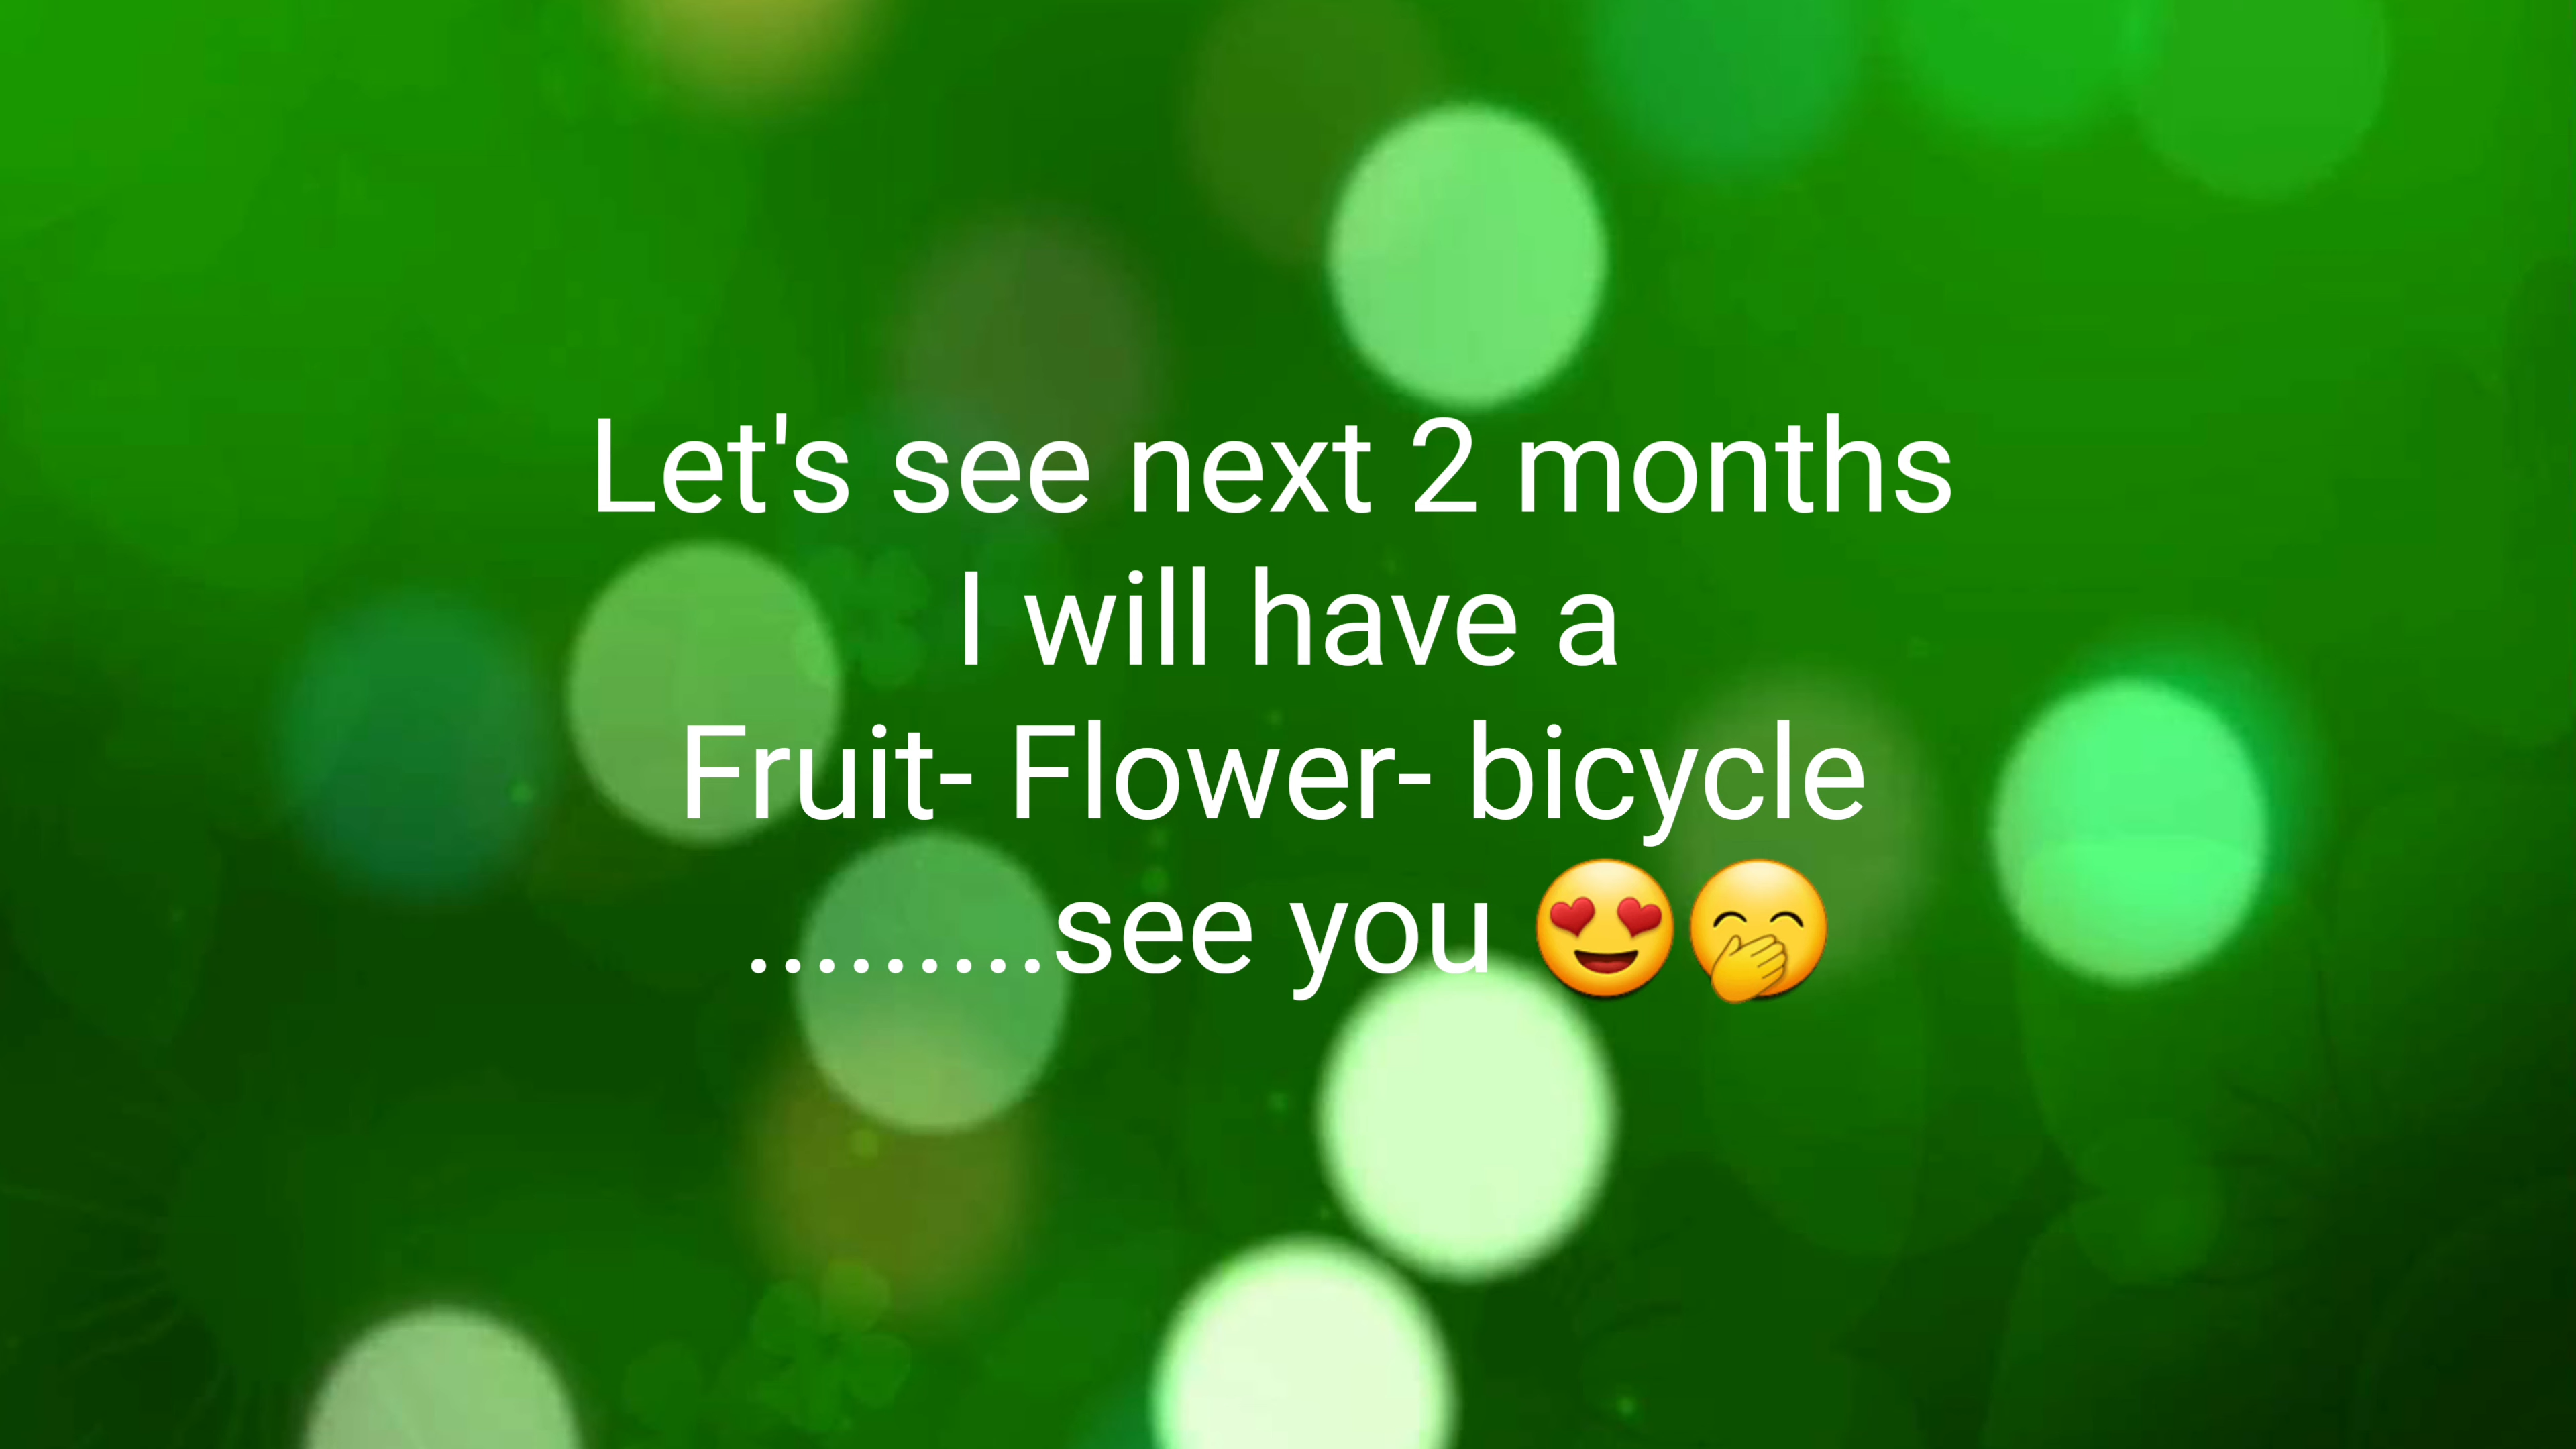 Let's see next 2 months
I will have a
Fruit- Flower- bicycle
.........see you 😍🤭